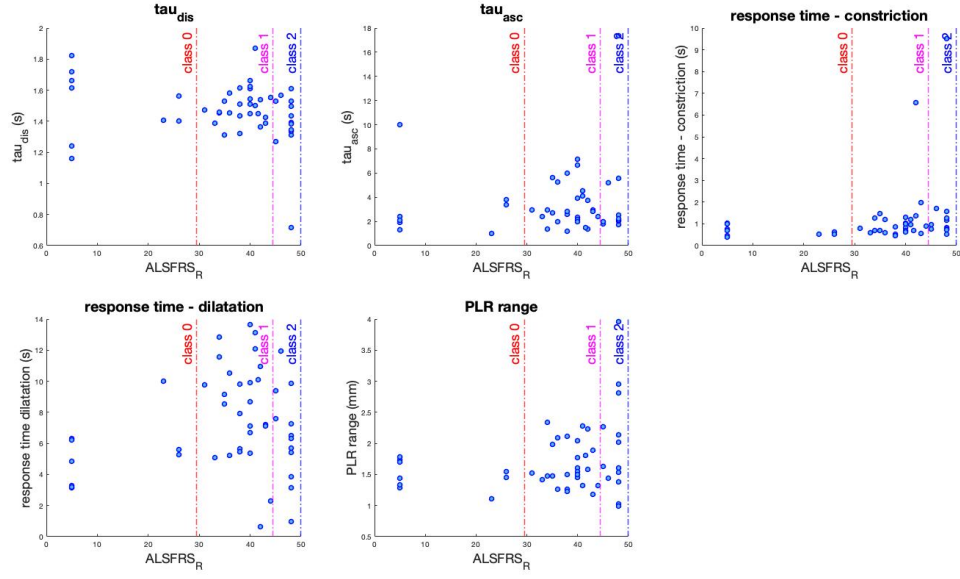 tau_dis
2
1.8
1.6
1.4
1.2
1
0.8
0.6
tau_dis (s)
class 0
class 1
class 2
0 10 20 30 40 50
ALSFRS_R
tau_asc
18
16
14
12
10
8
6
4
2
0
tau_asc (s)
class 0
class 1
class 2
0 10 20 30 40 50
ALSFRS_R
response time - constriction
10
9
8
7
6
5
4
3
2
1
0
response time - constriction (s)
class 0
class 1
class 2
0 10 20 30 40 50
ALSFRS_R
response time - dilatation
14
12
10
8
6
4
2
0
response time dilatation (s)
class 0
class 1
class 2
0 10 20 30 40 50
ALSFRS_R
PLR range
4
3.5
3
2.5
2
1.5
1
0.5
PLR range (mm)
class 0
class 1
class 2
0 10 20 30 40 50
ALSFRS_R